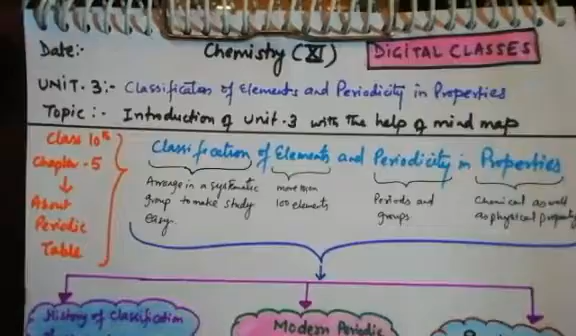 Date:-
Chemistry (XI)
DIGITAL CLASSES
UNIT.3:- Classification of Elements and Periodicity in Properties
Topic :- Introduction of unit.3 with the help of mind map
Class 10th
Chapter-5
About
Periodic
Table
Classification of Elements and Periodicity in Properties
Arrange in a systematic
group to make study
easy.
more than
100 elements
Periods and
groups
Chemical as well
as physical property
History of Classification
Modern Periodic